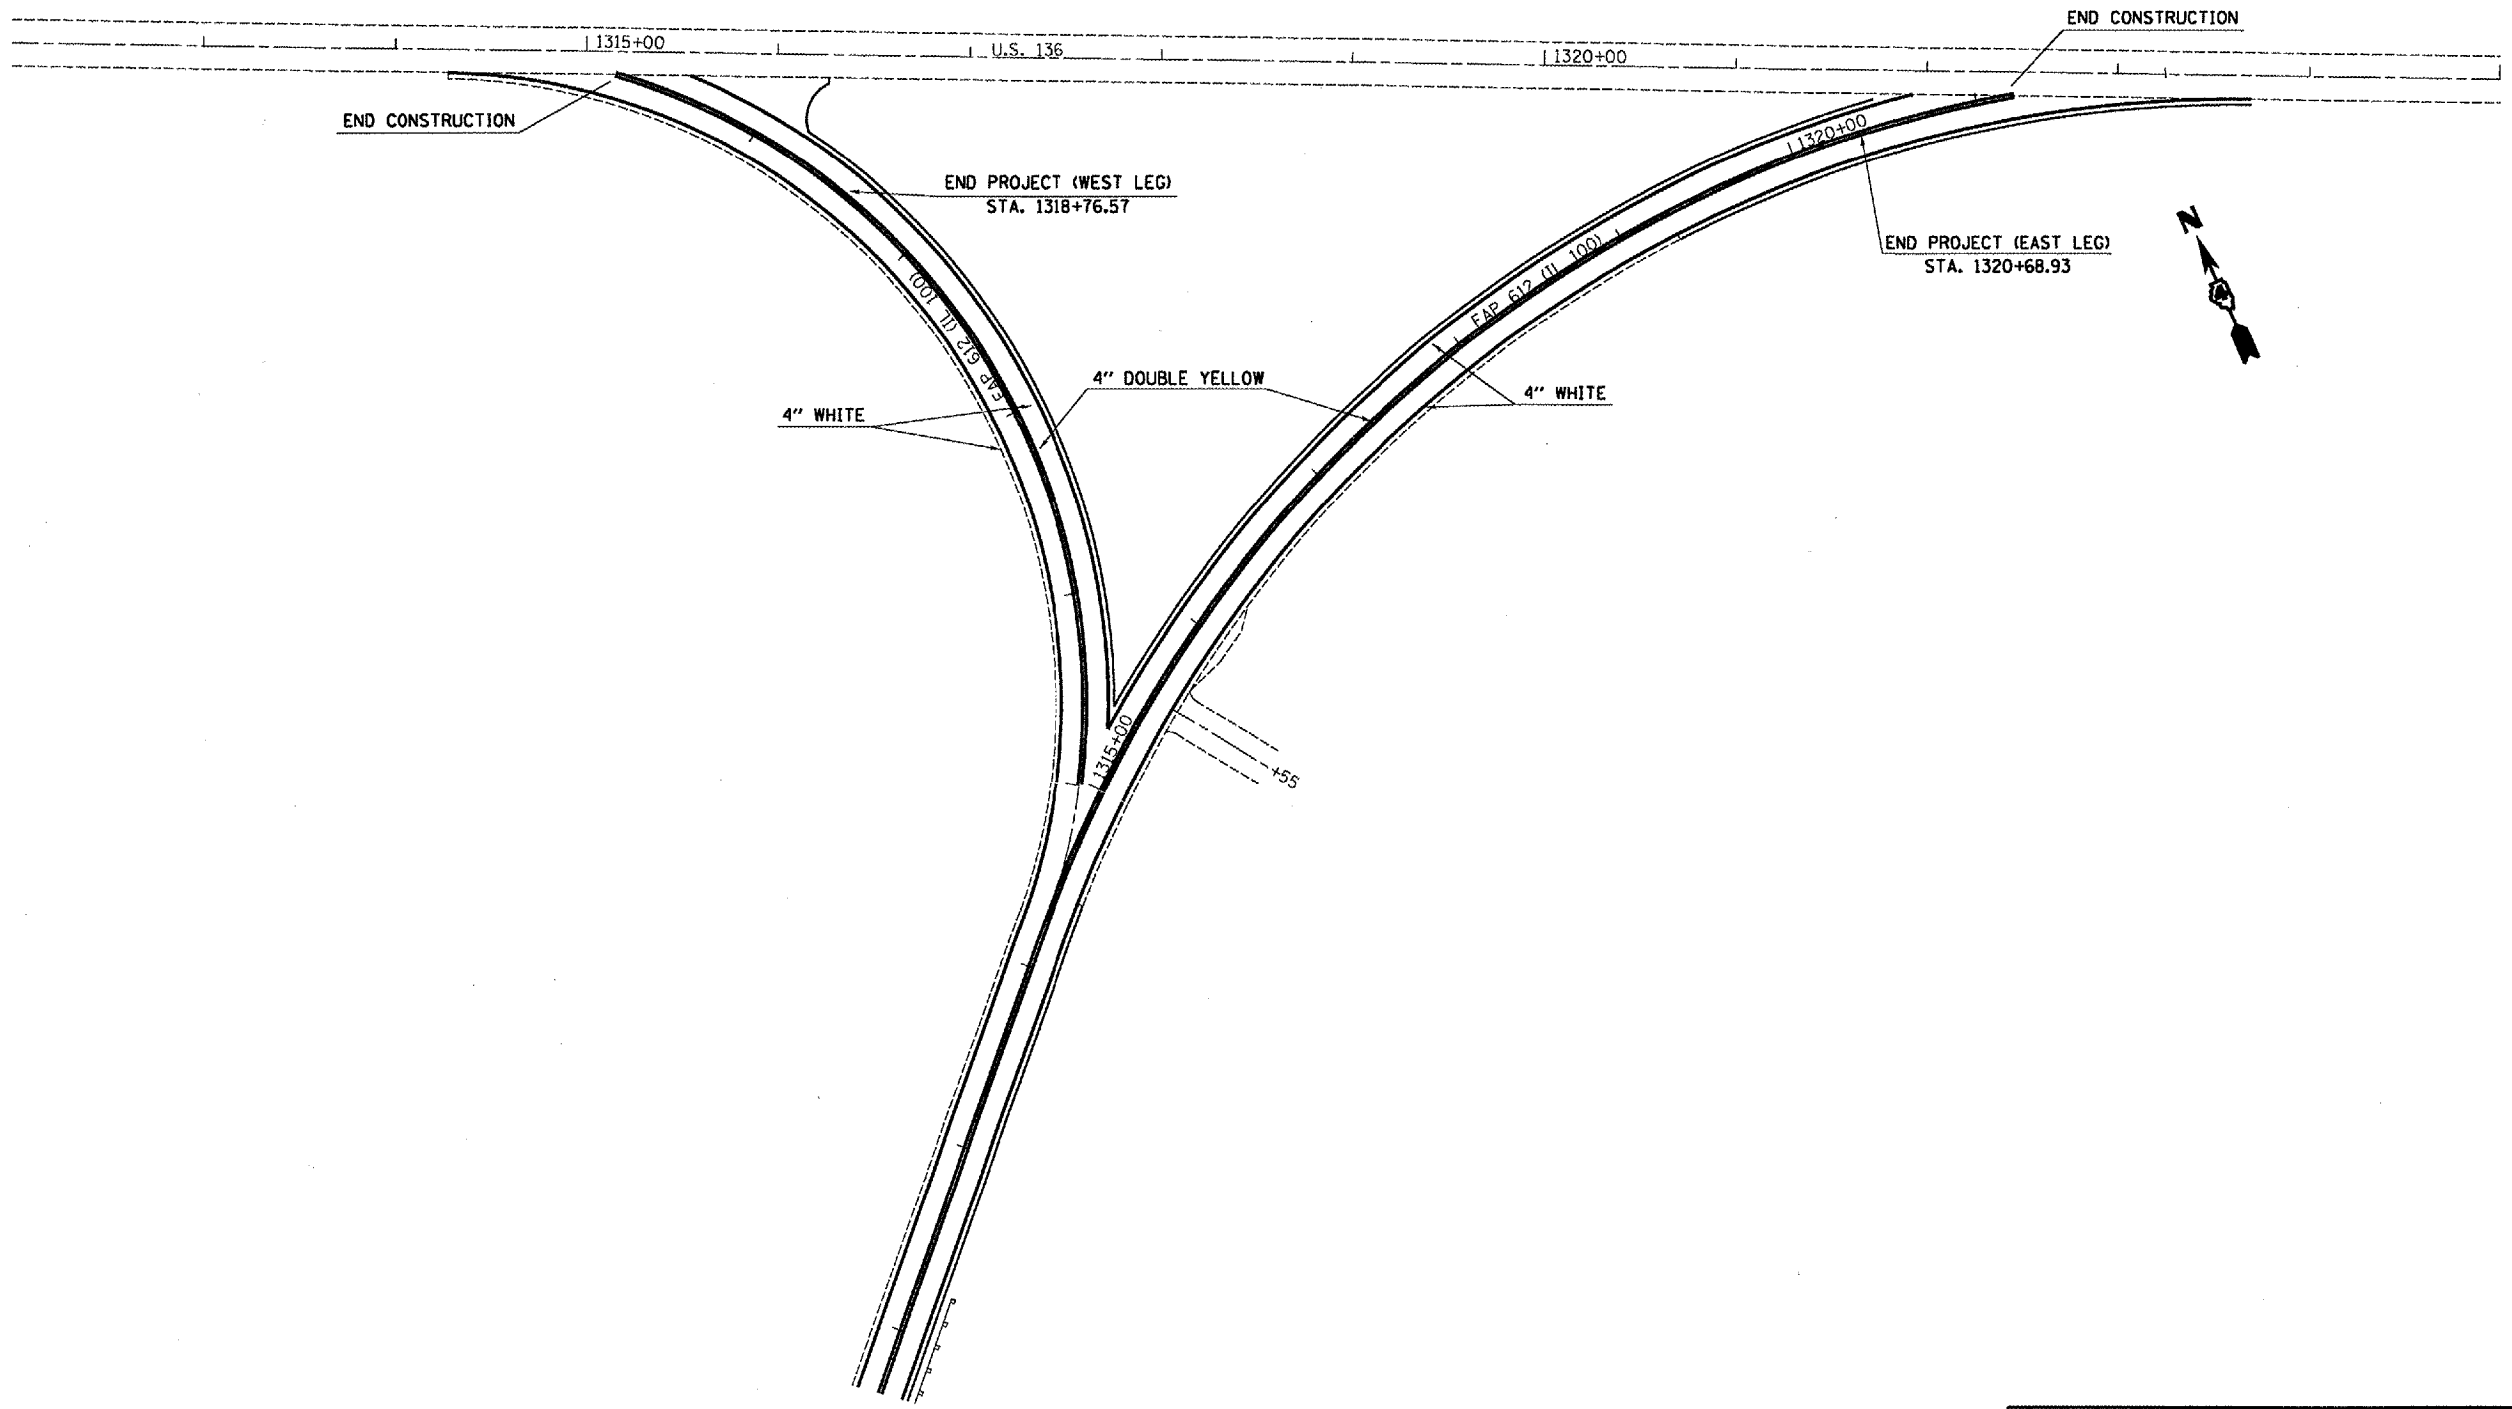 END CONSTRUCTION
1315+00
U.S. 136
1320+00
END CONSTRUCTION
1320+00
END PROJECT (WEST LEG)
STA. 1318+76.57
N
END PROJECT (EAST LEG)
STA. 1320+68.93
FAP 612 (IL 100)
FAP 612 (IL 100)
4" DOUBLE YELLOW
4" WHITE
4" WHITE
1315+00
+55